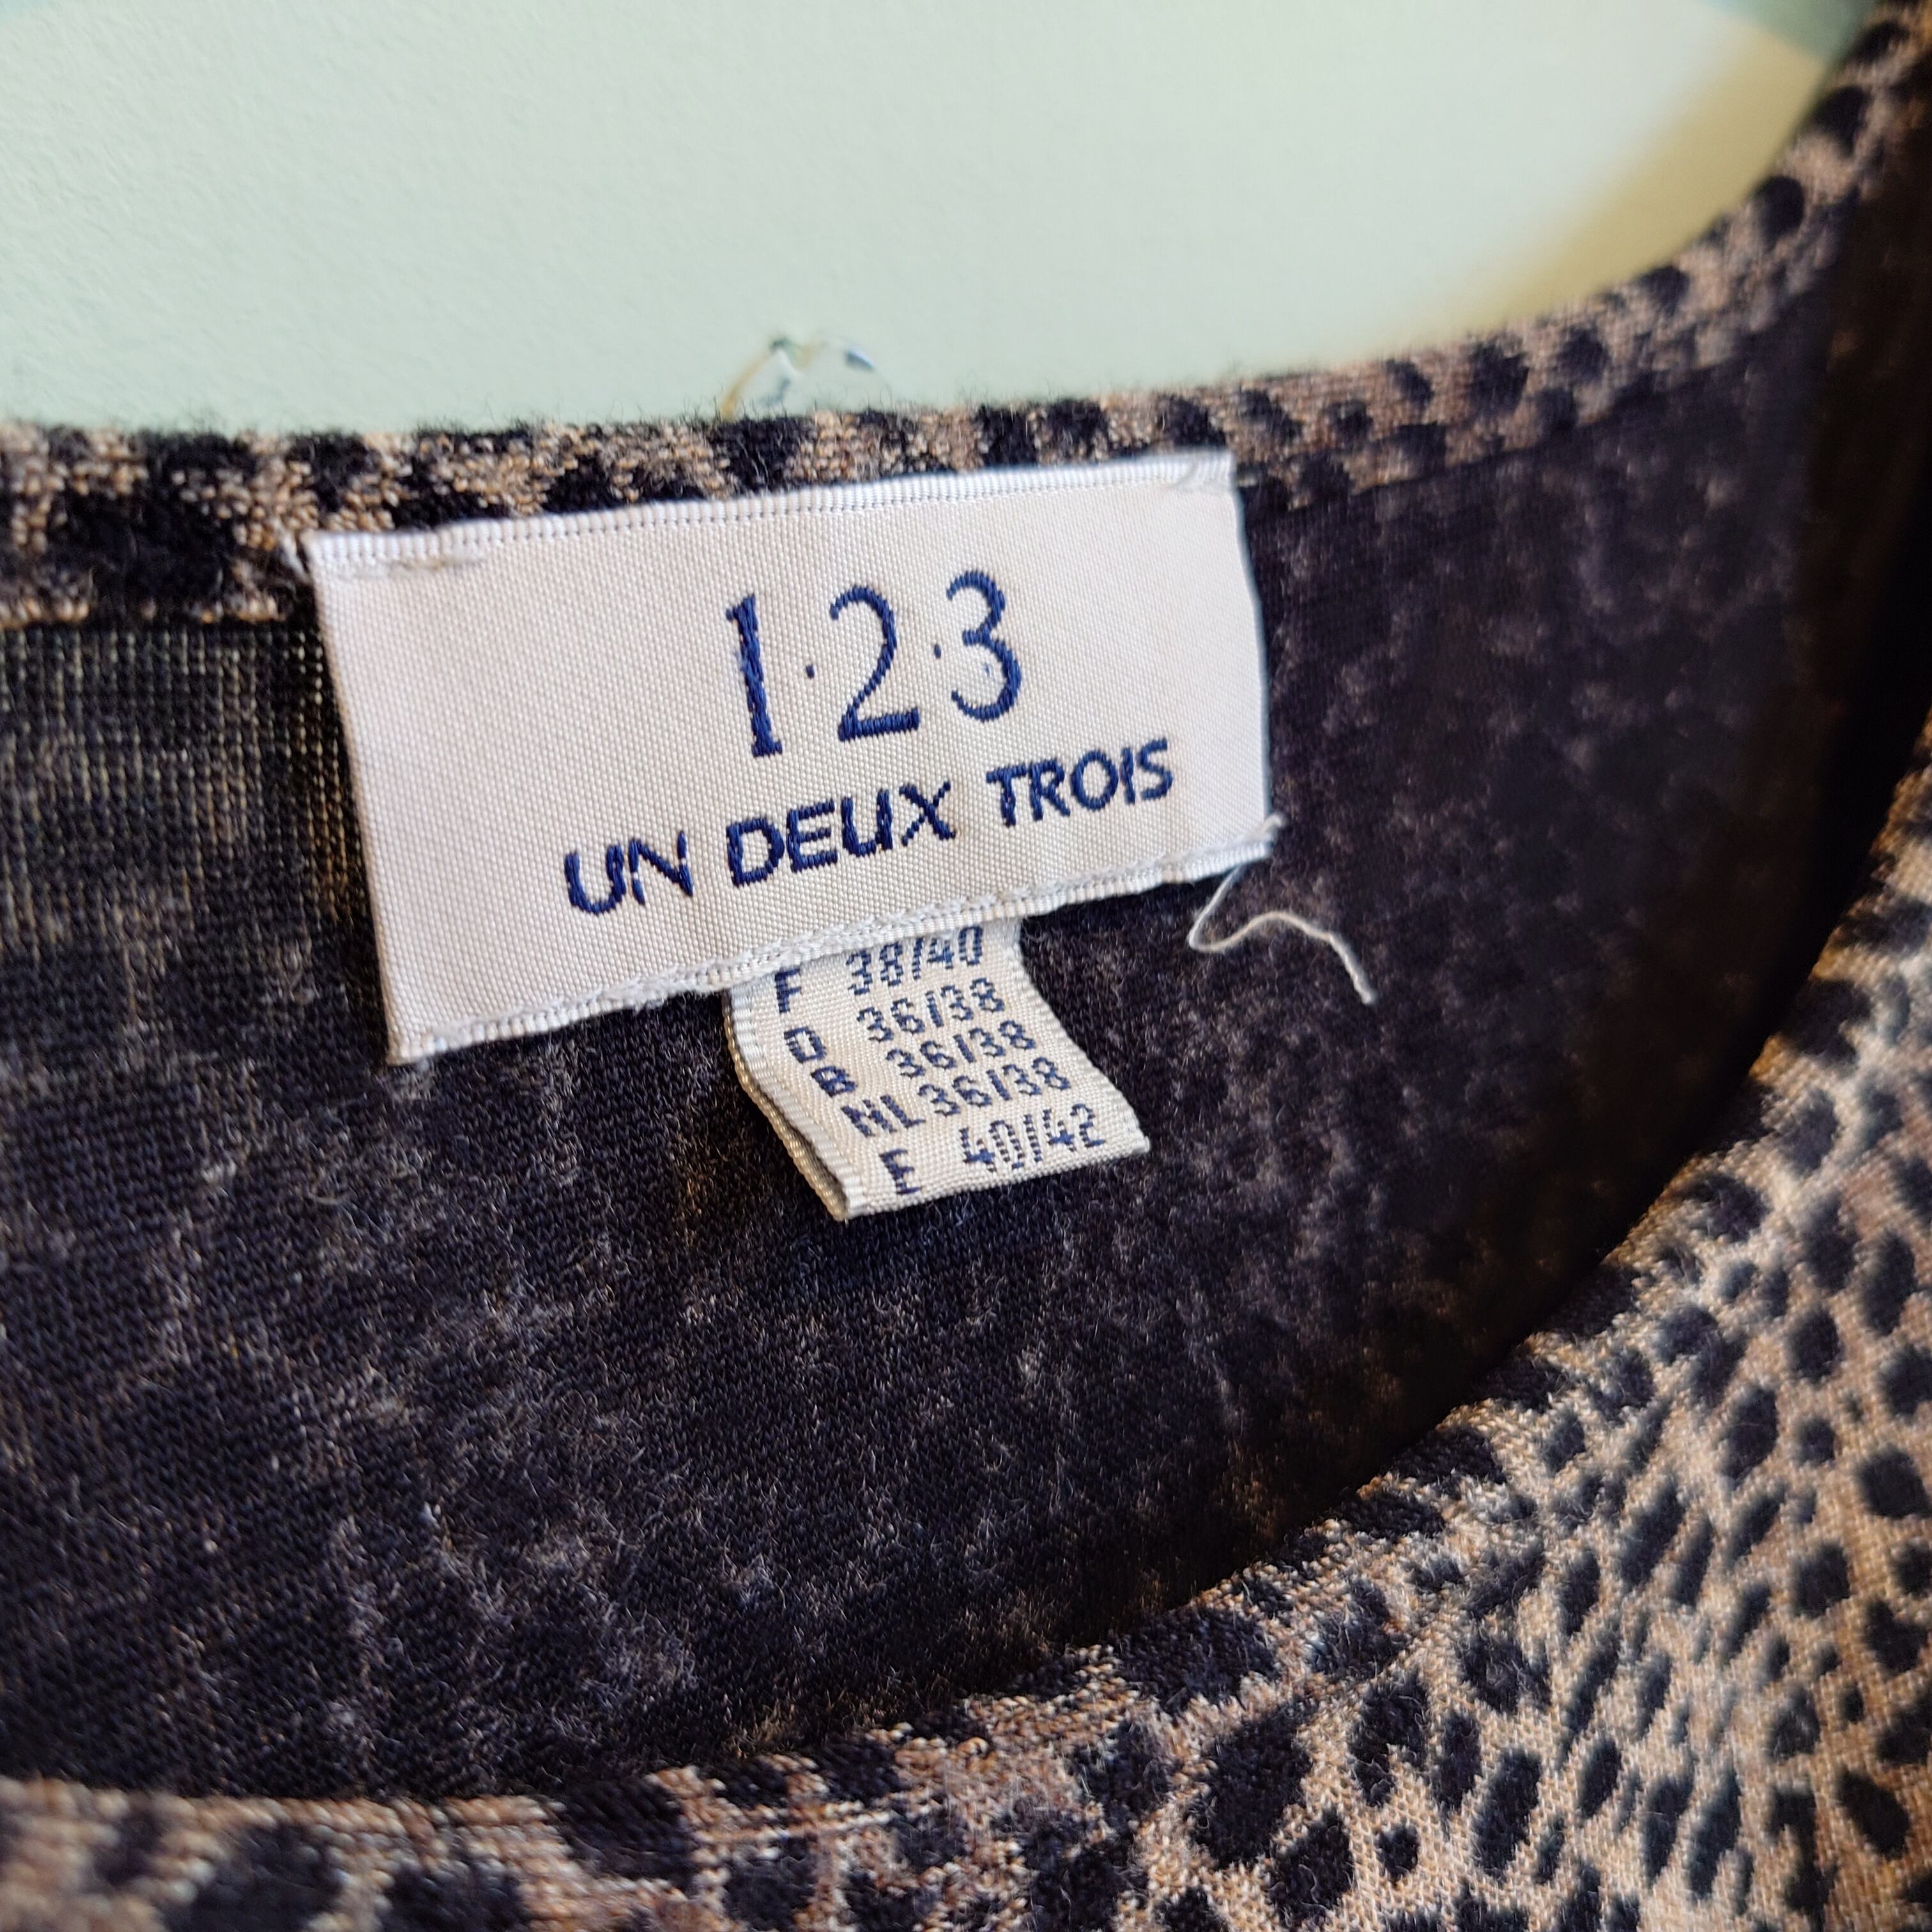 1·2·3
UN DEUX TROIS
F 38/40
D 36/38
B 36/38
NL 36/38
E 40/42